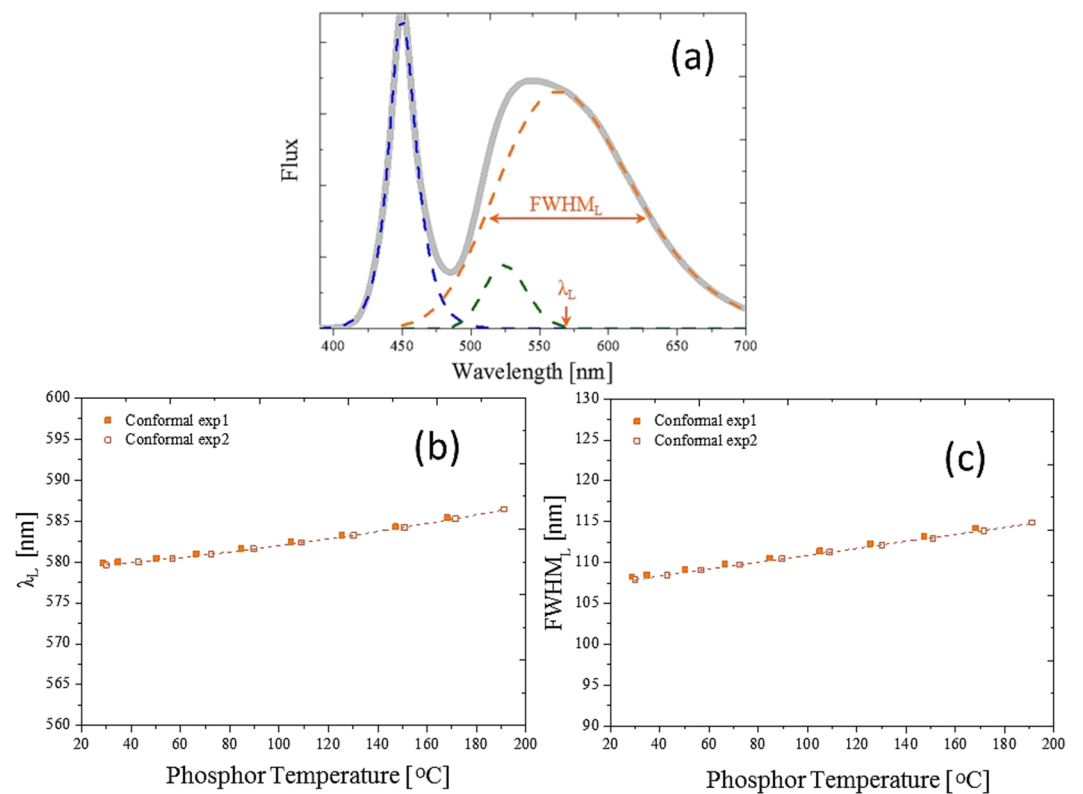 (a)
Flux
FWHM_L
λ_L
400 450 500 550 600 650 700
Wavelength [nm]
600
595
590
585
580
575
570
565
560
λ_L [nm]
Conformal exp1
Conformal exp2
(b)
20 40 60 80 100 120 140 160 180 200
Phosphor Temperature [°C]
130
125
120
115
110
105
100
95
90
FWHM_L [nm]
Conformal exp1
Conformal exp2
(c)
20 40 60 80 100 120 140 160 180 200
Phosphor Temperature [°C]